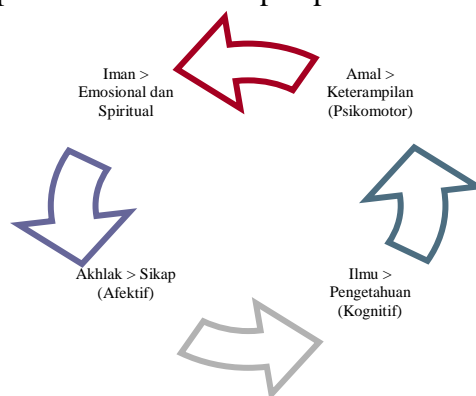 Iman >
Emosional dan
Spiritual
Amal >
Keterampilan
(Psikomotor)
Akhlak > Sikap
(Afektif)
Ilmu >
Pengetahuan
(Kognitif)